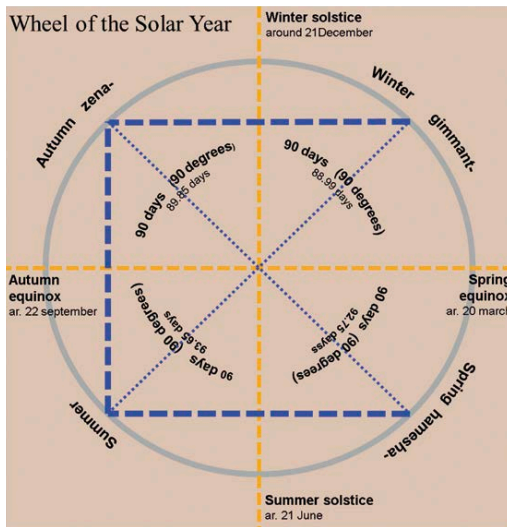 Wheel of the Solar Year
Winter solstice
around 21December
Autumn zena-
Winter gimmant-
90 days (90 degrees)
89.85 days
90 days (90 degrees)
88.99 days
Autumn
equinox
ar. 22 september
Spring
equinox
ar. 20 march
90 days (90 degrees)
93.65 days
90 days (90 degrees)
92.75 dayss
Summer
Spring hamesha-
Summer solstice
ar. 21 June